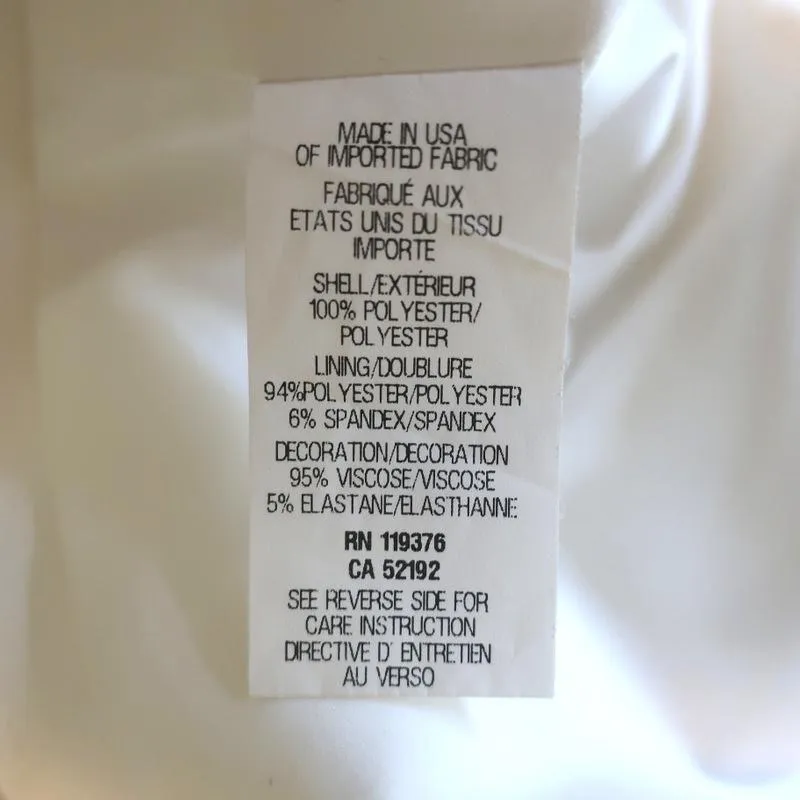 MADE IN USA
OF IMPORTED FABRIC
FABRIQUÉ AUX
ETATS UNIS DU TISSU
IMPORTE
SHELL/EXTÉRIEUR
100% POLYESTER/
POLYESTER
LINING/DOUBLURE
94%POLYESTER/POLYESTER
6% SPANDEX/SPANDEX
DECORATION/DECORATION
95% VISCOSE/VISCOSE
5% ELASTANE/ELASTHANNE
RN 119376
CA 52192
SEE REVERSE SIDE FOR
CARE INSTRUCTION
DIRECTIVE D' ENTRETIEN
AU VERSO